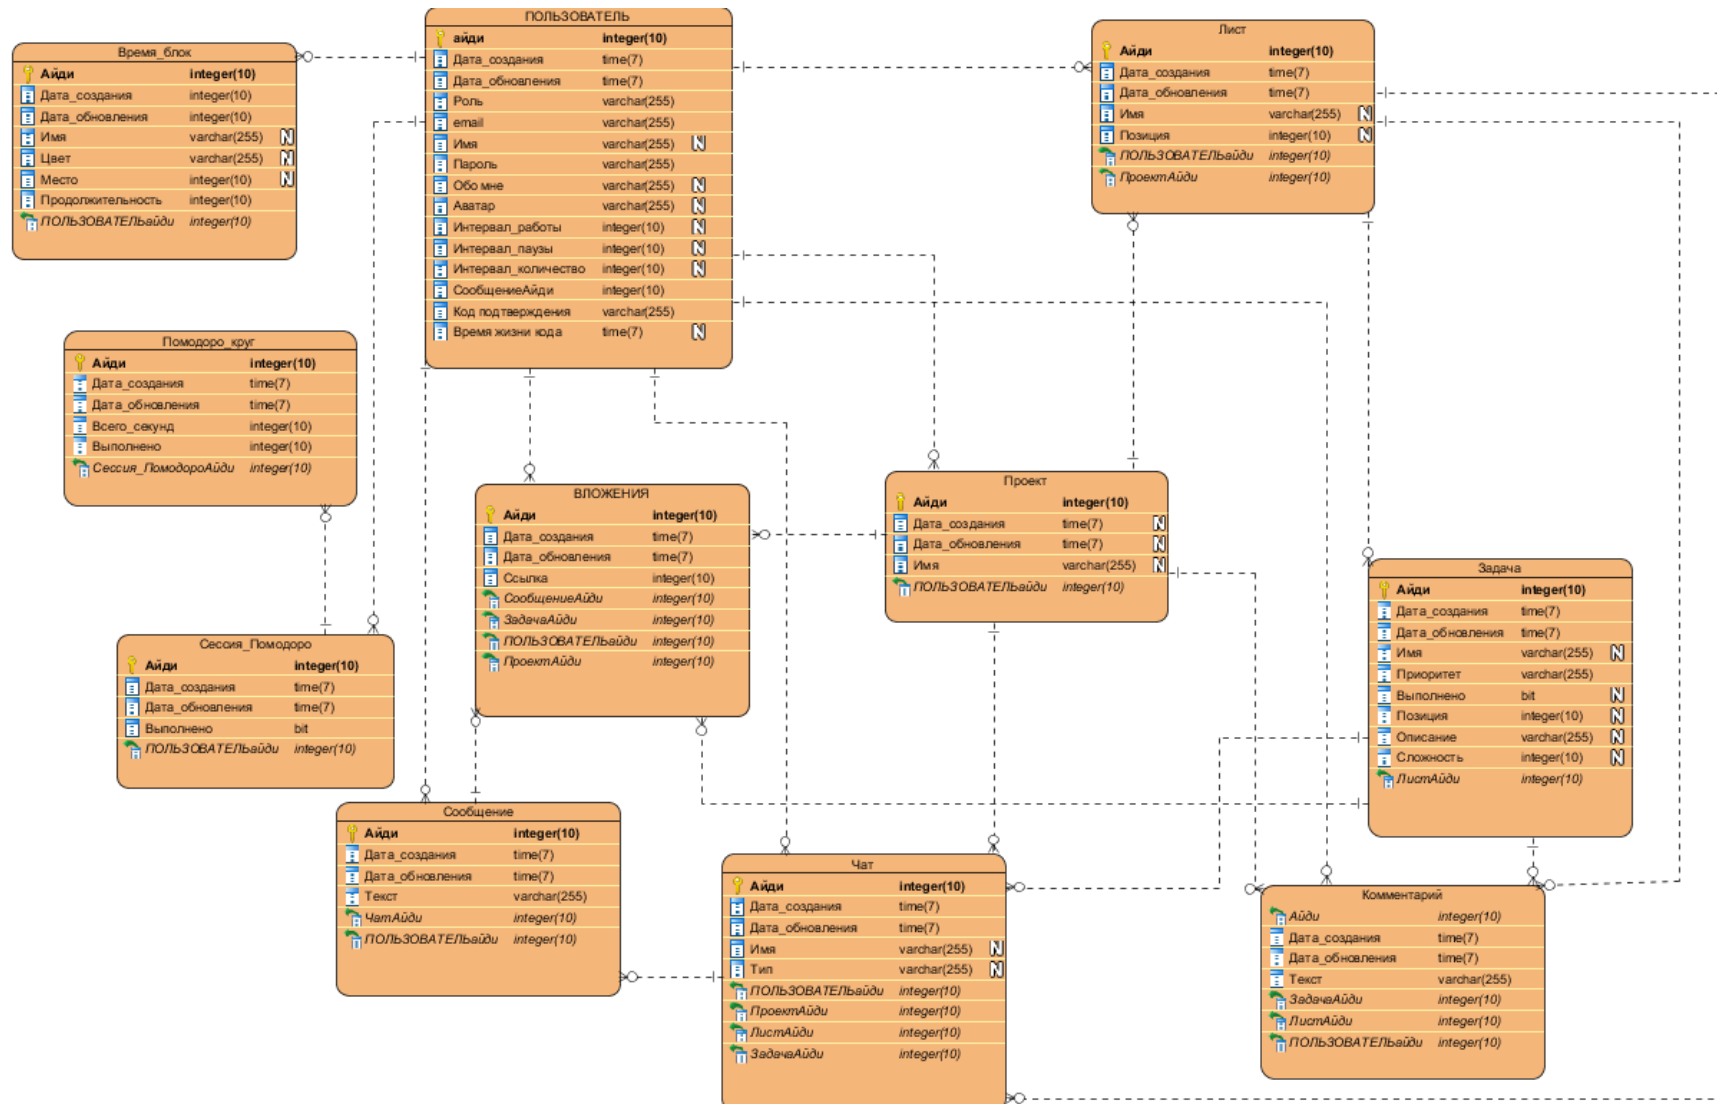 Время_блок
Айди integer(10)
Дата_создания integer(10)
Дата_обновления integer(10)
Имя varchar(255) N
Цвет varchar(255) N
Место integer(10) N
Продолжительность integer(10)
ПОЛЬЗОВАТЕЛЬайди integer(10)
ПОЛЬЗОВАТЕЛЬ
айди integer(10)
Дата_создания time(7)
Дата_обновления time(7)
Роль varchar(255)
email varchar(255)
Имя varchar(255) N
Пароль varchar(255)
Обо мне varchar(255) N
Аватар varchar(255) N
Интервал_работы integer(10) N
Интервал_паузы integer(10) N
Интервал_количество integer(10) N
СообщениеАйди integer(10)
Код подтверждения varchar(255)
Время жизни кода time(7) N
Лист
Айди integer(10)
Дата_создания time(7)
Дата_обновления time(7)
Имя varchar(255) N
Позиция integer(10) N
ПОЛЬЗОВАТЕЛЬайди integer(10)
ПроектАйди integer(10)
Помодоро_круг
Айди integer(10)
Дата_создания time(7)
Дата_обновления time(7)
Всего_секунд integer(10)
Выполнено integer(10)
Сессия_ПомодороАйди integer(10)
ВЛОЖЕНИЯ
Айди integer(10)
Дата_создания time(7)
Дата_обновления time(7)
Ссылка integer(10)
СообщениеАйди integer(10)
ЗадачаАйди integer(10)
ПОЛЬЗОВАТЕЛЬайди integer(10)
ПроектАйди integer(10)
Проект
Айди integer(10)
Дата_создания time(7) N
Дата_обновления time(7) N
Имя varchar(255) N
ПОЛЬЗОВАТЕЛЬайди integer(10)
Задача
Айди integer(10)
Дата_создания time(7)
Дата_обновления time(7)
Имя varchar(255) N
Приоритет varchar(255)
Выполнено bit N
Позиция integer(10) N
Описание varchar(255) N
Сложность integer(10) N
ЛистАйди integer(10)
Сессия_Помодоро
Айди integer(10)
Дата_создания time(7)
Дата_обновления time(7)
Выполнено bit
ПОЛЬЗОВАТЕЛЬайди integer(10)
Сообщение
Айди integer(10)
Дата_создания time(7)
Дата_обновления time(7)
Текст varchar(255)
ЧатАйди integer(10)
ПОЛЬЗОВАТЕЛЬайди integer(10)
Чат
Айди integer(10)
Дата_создания time(7)
Дата_обновления time(7)
Имя varchar(255) N
Тип varchar(255) N
ПОЛЬЗОВАТЕЛЬайди integer(10)
ПроектАйди integer(10)
ЛистАйди integer(10)
ЗадачаАйди integer(10)
Комментарий
Айди integer(10)
Дата_создания time(7)
Дата_обновления time(7)
Текст varchar(255)
ЗадачаАйди integer(10)
ЛистАйди integer(10)
ПОЛЬЗОВАТЕЛЬайди integer(10)